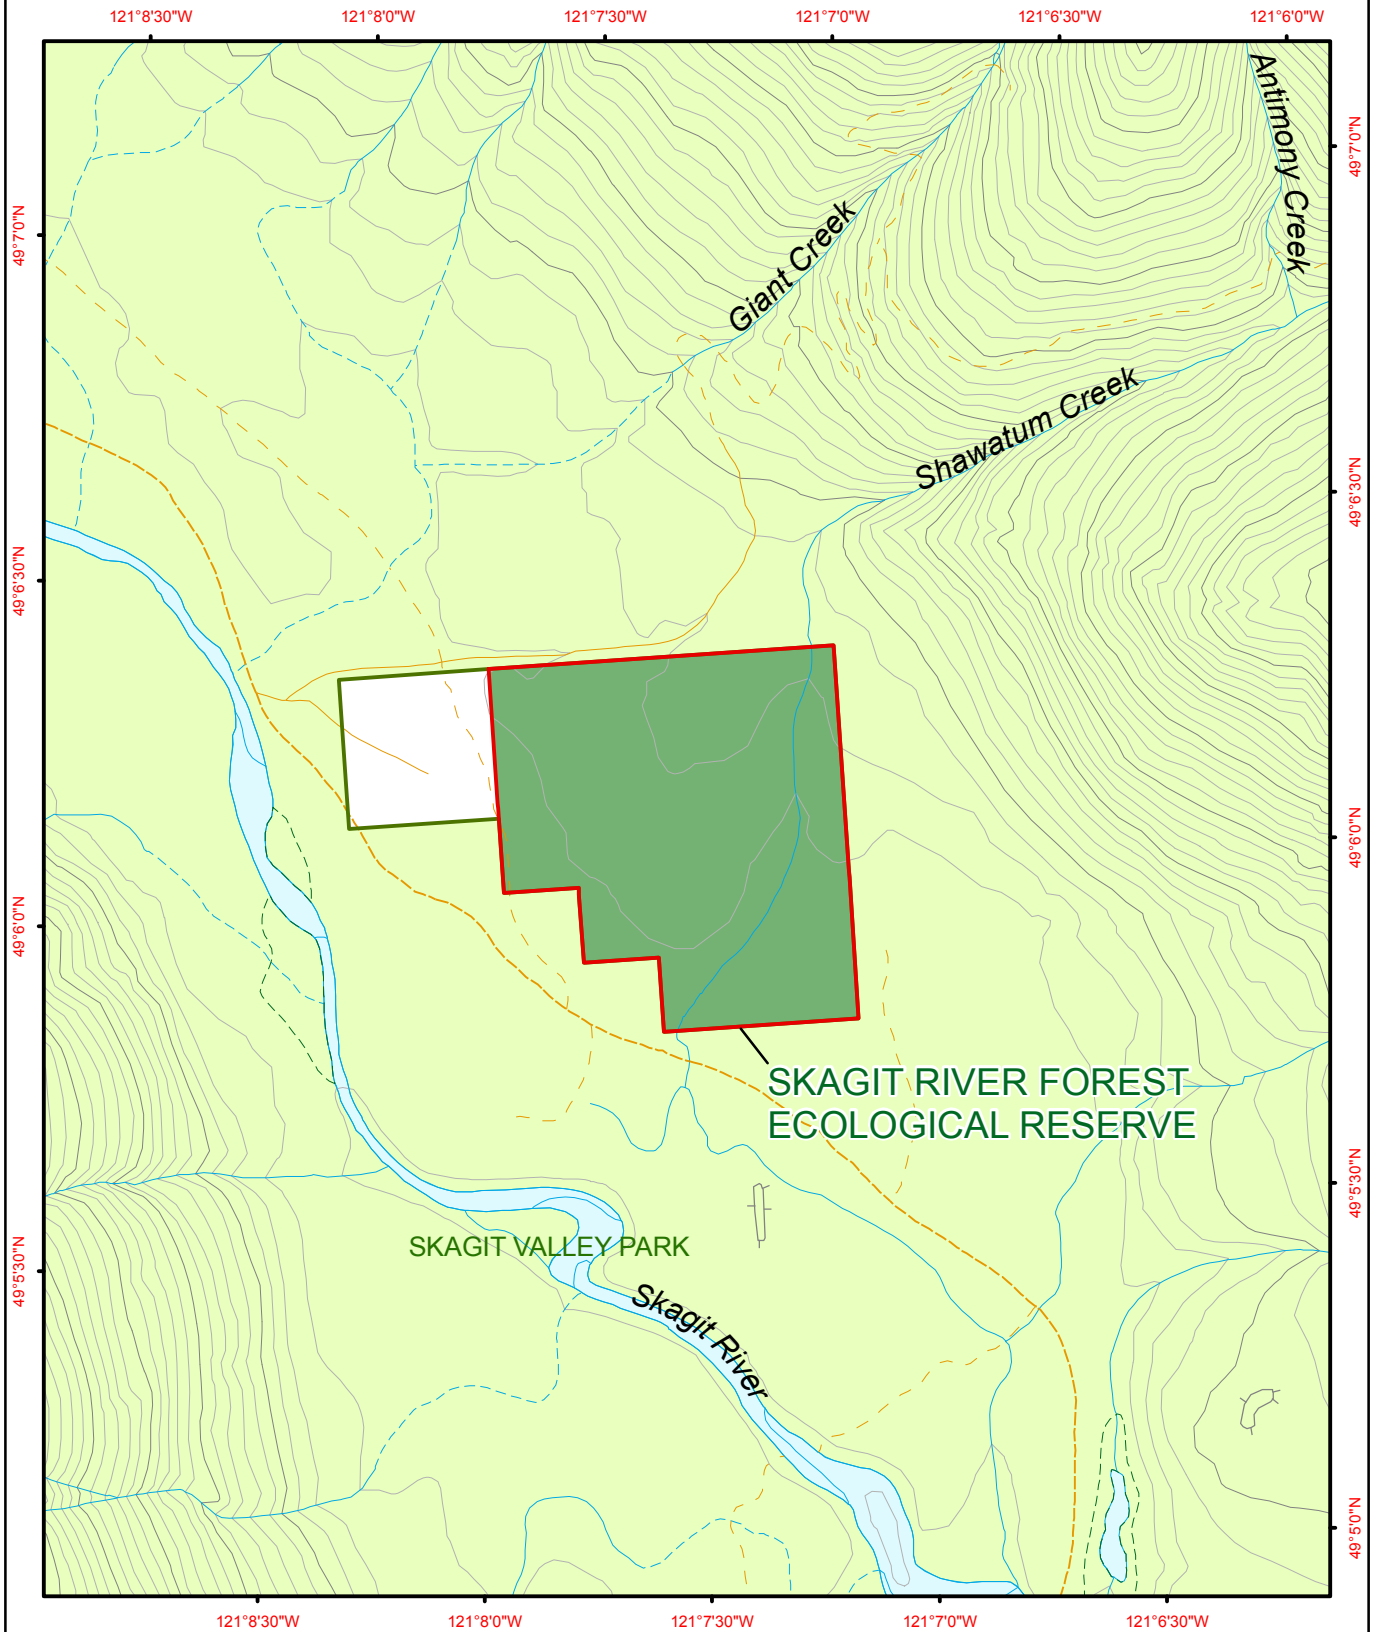 121°8'30"W
121°8'0"W
121°7'30"W
121°7'0"W
121°6'30"W
121°6'0"W
Antimony Creek
49°7'0"N
49°7'0"N
Giant Creek
Shawatum Creek
49°6'30"N
49°6'30"N
49°6'0"N
49°6'0"N
SKAGIT RIVER FOREST
ECOLOGICAL RESERVE
49°5'30"N
SKAGIT VALLEY PARK
49°5'30"N
Skagit River
49°5'0"N
121°8'30"W
121°8'0"W
121°7'30"W
121°7'0"W
121°6'30"W